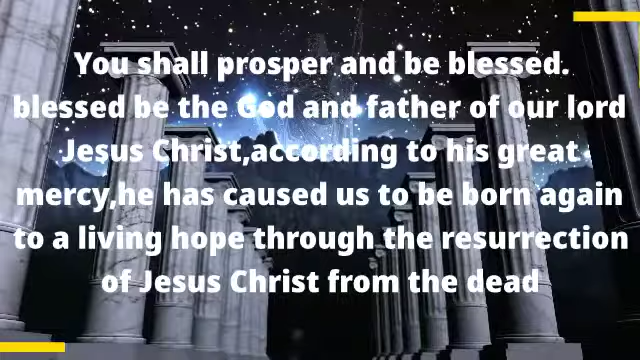 You shall prosper and be blessed.
blessed be the God and father of our lord
Jesus Christ,according to his great
mercy,he has caused us to be born again
to a living hope through the resurrection
of Jesus Christ from the dead